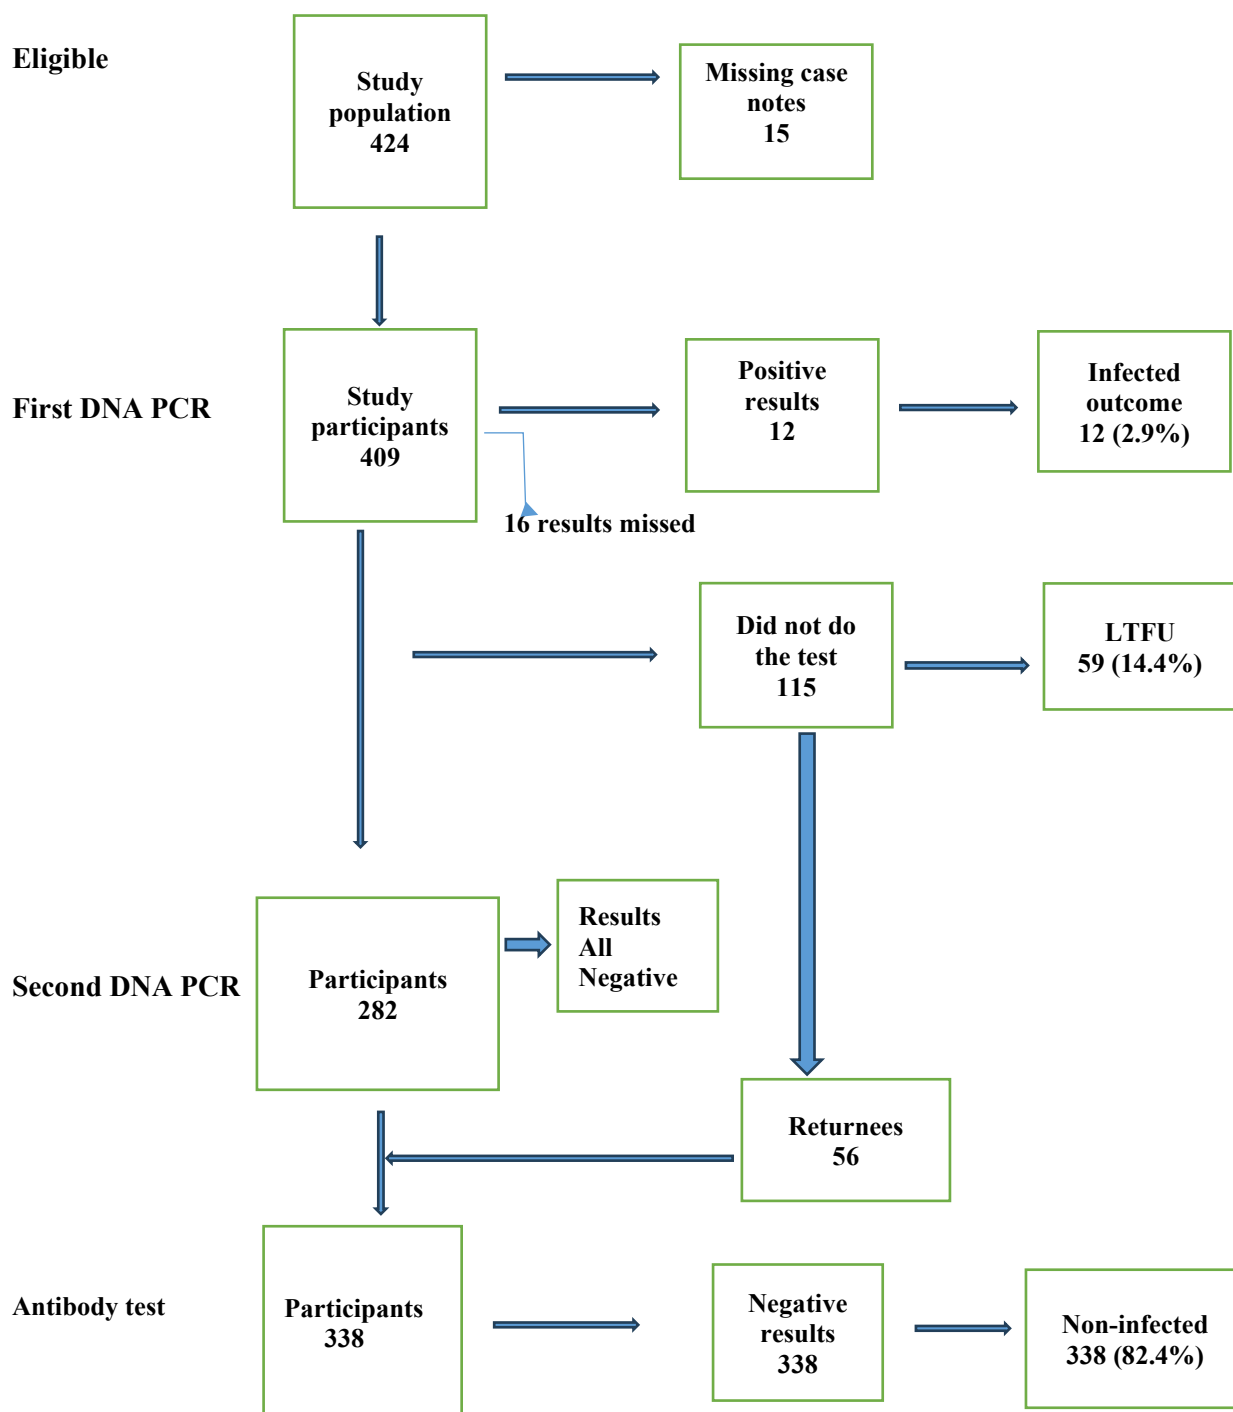 Eligible
Study
population
424
Missing case
notes
15
First DNA PCR
Study
participants
409
Positive
results
12
Infected
outcome
12 (2.9%)
16 results missed
Did not do
the test
115
LTFU
59 (14.4%)
Second DNA PCR
Participants
282
Results
All
Negative
Returnees
56
Antibody test
Participants
338
Negative
results
338
Non-infected
338 (82.4%)